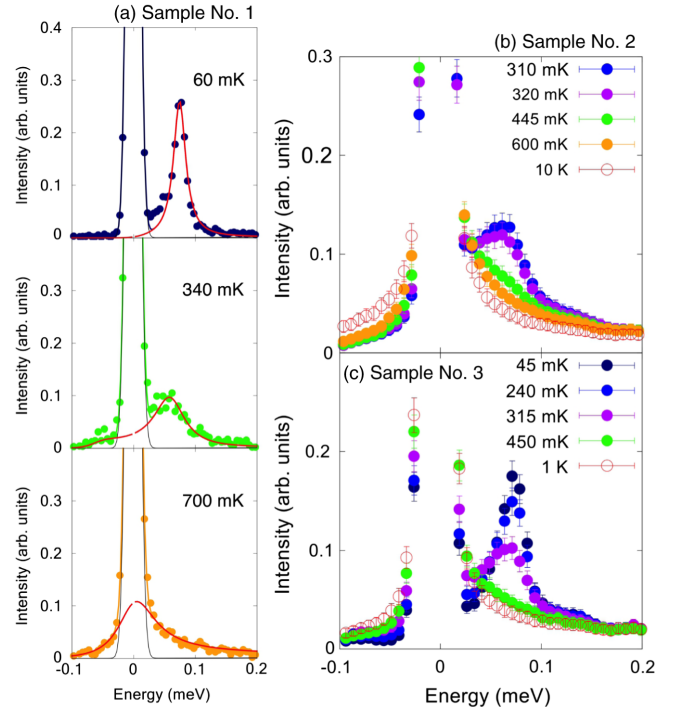 (a) Sample No. 1
Intensity (arb. units)
0.4
0.3
0.2
0.1
0
60 mK
Intensity (arb. units)
0.3
0.2
0.1
0
340 mK
Intensity (arb. units)
0.3
0.2
0.1
0
700 mK
-0.1 0 0.1 0.2
Energy (meV)
(b) Sample No. 2
Intensity (arb. units)
0.3
0.2
0.1
0
310 mK
320 mK
445 mK
600 mK
10 K
(c) Sample No. 3
Intensity (arb. units)
0.2
0.1
0
45 mK
240 mK
315 mK
450 mK
1 K
-0.1 0 0.1 0.2
Energy (meV)